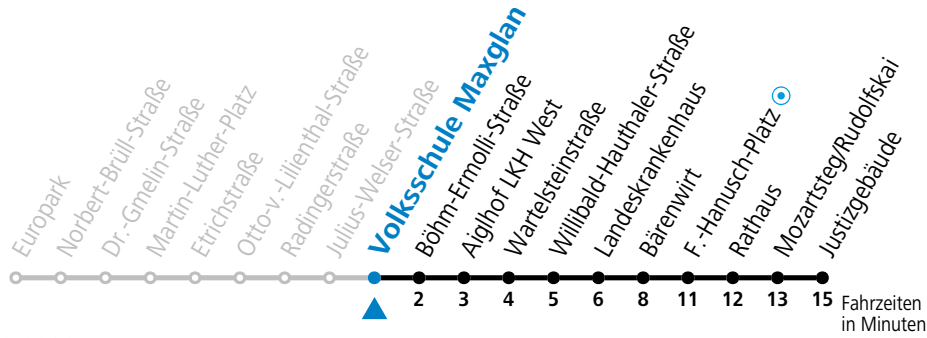 Europark
Norbert-Brüll-Straße
Dr.-Gmelin-Straße
Martin-Luther-Platz
Etrichstraße
Otto-v.-Lilienthal-Straße
Radingerstraße
Julius-Welser-Straße
Volksschule Maxglan
Böhm-Ermolli-Straße
Aiglhof LKH West
Wartelsteinstraße
Willibald-Hauthaler-Straße
Landeskrankenhaus
Bärenwirt
F.-Hanusch-Platz
Rathaus
Mozartsteg/Rudolfskai
Justizgebäude
2 3 4 5 6 8 11 12 13 15 Fahrzeiten
in Minuten